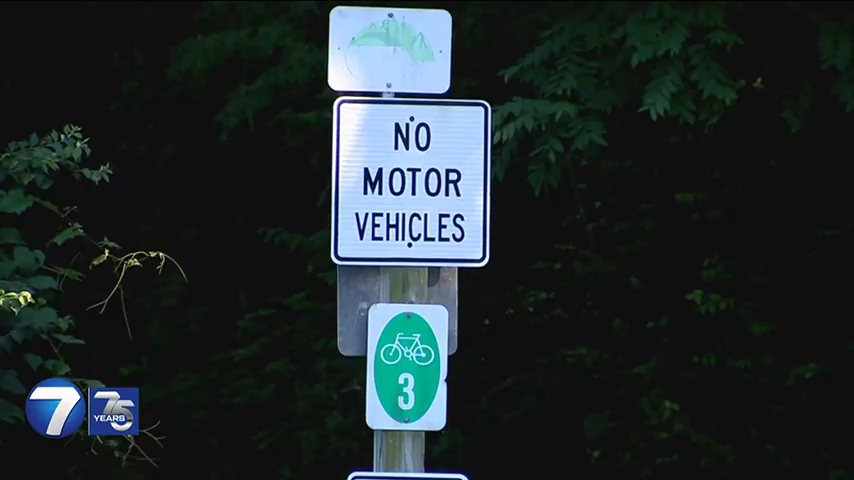 NO
MOTOR
VEHICLES
3
7
75
YEARS